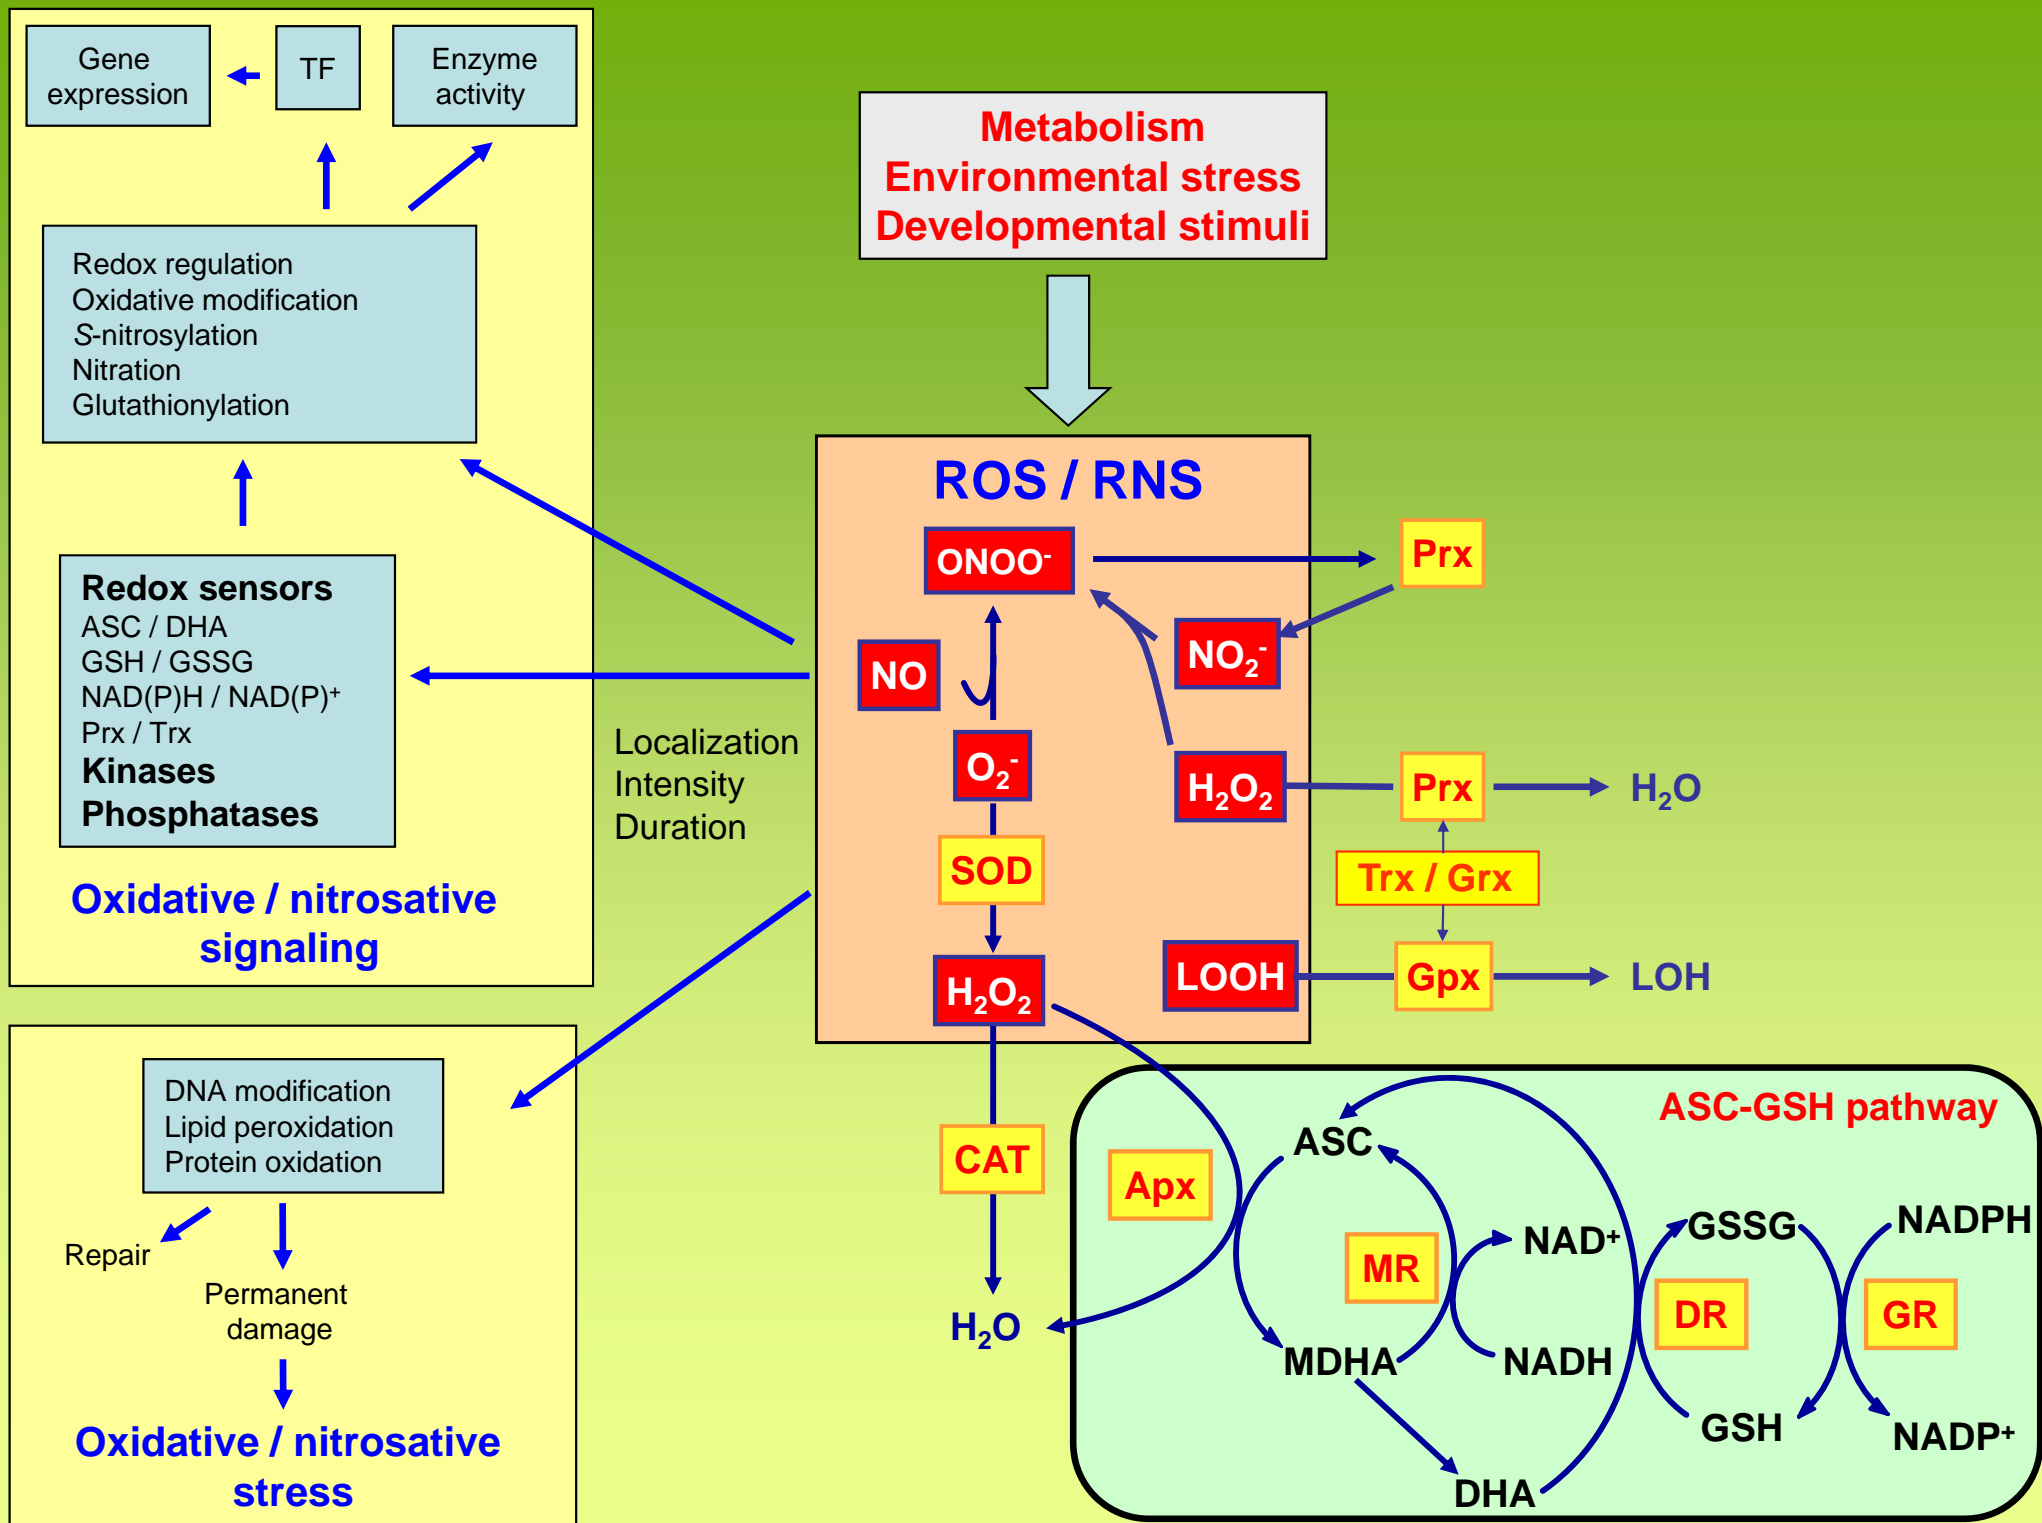 Gene
expression
TF
Enzyme
activity
Redox regulation
Oxidative modification
S-nitrosylation
Nitration
Glutathionylation
Redox sensors
ASC / DHA
GSH / GSSG
NAD(P)H / NAD(P)⁺
Prx / Trx
Kinases
Phosphatases
Oxidative / nitrosative
signaling
DNA modification
Lipid peroxidation
Protein oxidation
Repair
Permanent
damage
Oxidative / nitrosative
stress
Localization
Intensity
Duration
Metabolism
Environmental stress
Developmental stimuli
ROS / RNS
ONOO⁻
NO
NO₂⁻
O₂⁻
H₂O₂
SOD
H₂O₂
LOOH
Prx
Prx
H₂O
Trx / Grx
Gpx
LOH
CAT
H₂O
ASC-GSH pathway
Apx
ASC
MR
NAD⁺
NADH
MDHA
DHA
GSSG
DR
GSH
NADPH
GR
NADP⁺